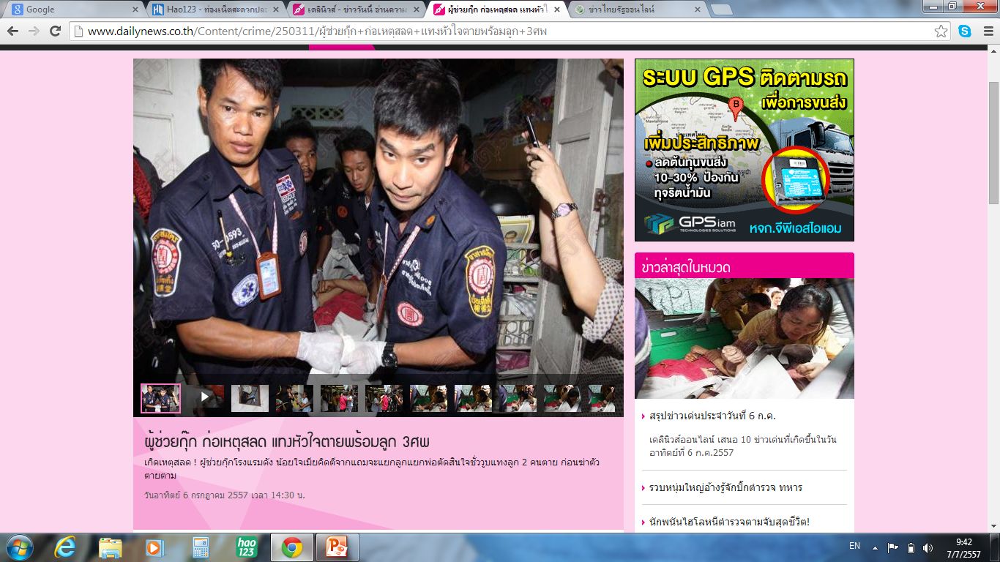 Google
Hao123 - ท่องเน็ตสะดวกปลอ
เดลินิวส์ - ข่าววันนี้ อ่านความ
ผู้ช่วยกุ๊ก ก่อเหตุสลด แทงหัวใ
ข่าวไทยรัฐออนไลน์
www.dailynews.co.th/Content/crime/250311/ผู้ช่วยกุ๊ก+ก่อเหตุสลด+แทงหัวใจตายพร้อมลูก+3ศพ
ระบบ GPS ติดตามรถ
เพื่อการขนส่ง
B
เพิ่มประสิทธิภาพ
ลดต้นทุนขนส่ง
10-30% ป้องกัน
ทุจริตน้ำมัน
GPSiam
TECHNOLOGIES SOLUTIONS
หจก.จีพีเอสไอแอม
ข่าวล่าสุดในหมวด
ผู้ช่วยกุ๊ก ก่อเหตุสลด แทงหัวใจตายพร้อมลูก 3ศพ
เกิดเหตุสลด ! ผู้ช่วยกุ๊กโรงแรมดัง น้อยใจเมียคิดตีจากแถมจะแยกลูกแยกพ่อตัดสินใจชั่ววูบแทงลูก 2 คนตาย ก่อนฆ่าตัว
ตายตาม
วันอาทิตย์ 6 กรกฎาคม 2557 เวลา 14:30 น.
สรุปข่าวเด่นประจำวันที่ 6 ก.ค.
เดลินิวส์ออนไลน์ เสนอ 10 ข่าวเด่นที่เกิดขึ้นในวัน
อาทิตย์ที่ 6 ก.ค.2557
รวบหนุ่มใหญ่อ้างรู้จักบิ๊กตำรวจ ทหาร
นักพนันไฮโลหนีตำรวจตามจับสุดชีวิต!
hao
123
EN
9:42
7/7/2557